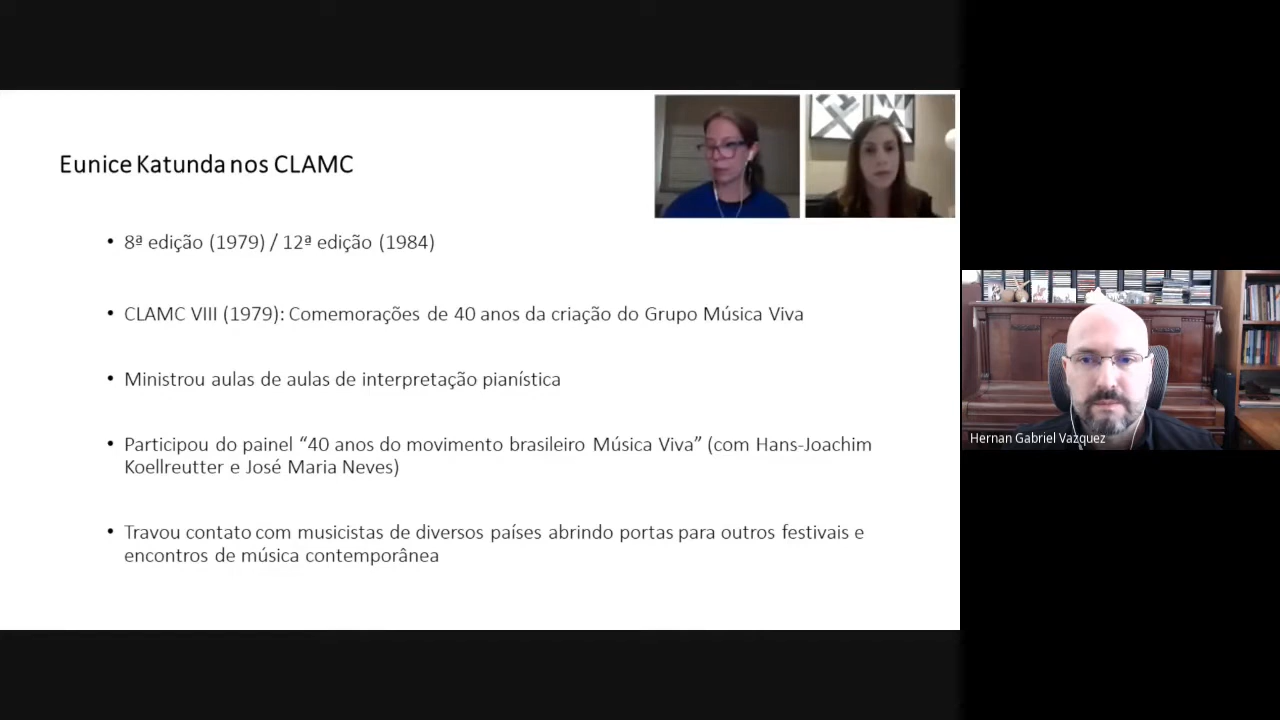 Eunice Katunda nos CLAMC
• 8ª edição (1979) / 12ª edição (1984)
• CLAMC VIII (1979): Comemorações de 40 anos da criação do Grupo Música Viva
• Ministrou aulas de aulas de interpretação pianística
• Participou do painel “40 anos do movimento brasileiro Música Viva” (com Hans-Joachim
Koellreutter e José Maria Neves)
• Travou contato com musicistas de diversos países abrindo portas para outros festivais e
encontros de música contemporânea
Hernan Gabriel Vazquez